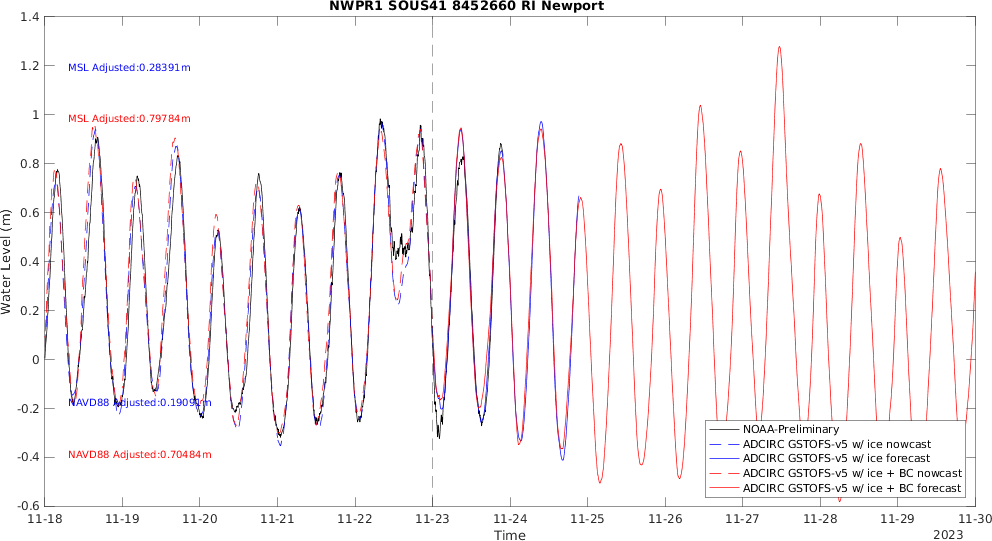 NWPR1 SOUS41 8452660 RI Newport
1.4
1.2
1
0.8
0.6
0.4
0.2
0
-0.2
-0.4
-0.6
Water Level (m)
MSL Adjusted:0.28391m
MSL Adjusted:0.79784m
NAVD88 Adjusted:0.19091m
NAVD88 Adjusted:0.70484m
NOAA-Preliminary
ADCIRC GSTOFS-v5 w/ ice nowcast
ADCIRC GSTOFS-v5 w/ ice forecast
ADCIRC GSTOFS-v5 w/ ice + BC nowcast
ADCIRC GSTOFS-v5 w/ ice + BC forecast
11-18 11-19 11-20 11-21 11-22 11-23 11-24 11-25 11-26 11-27 11-28 11-29 11-30
Time
2023